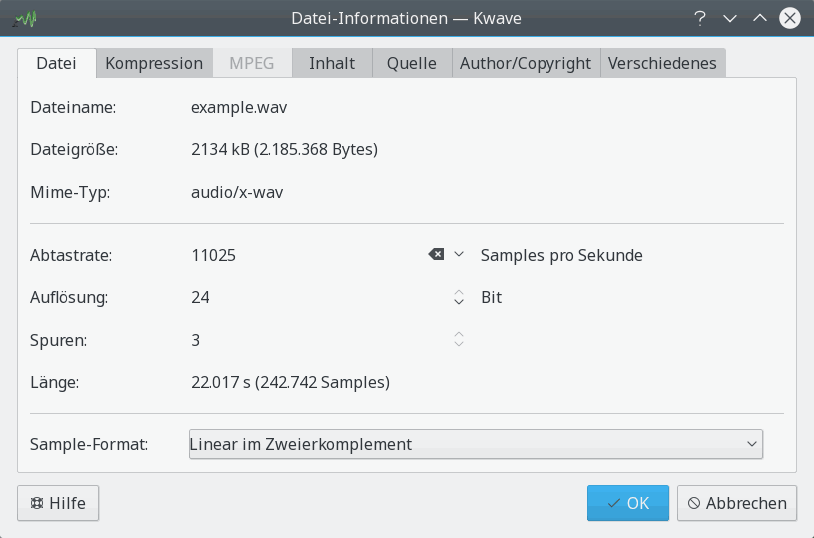 Datei-Informationen — Kwave
Datei Kompression MPEG Inhalt Quelle Author/Copyright Verschiedenes
Dateiname: example.wav
Dateigröße: 2134 kB (2.185.368 Bytes)
Mime-Typ: audio/x-wav
Abtastrate: 11025 Samples pro Sekunde
Auflösung: 24 Bit
Spuren: 3
Länge: 22.017 s (242.742 Samples)
Sample-Format: Linear im Zweierkomplement
Hilfe OK Abbrechen